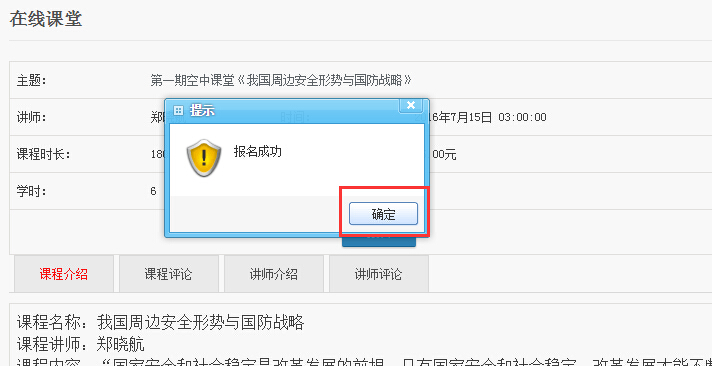 在线课堂
主题： 第一期空中课堂《我国周边安全形势与国防战略》
提示
讲师： 16年7月15日 03:00:00
报名成功
课程时长： 180 00元
学时： 6
确定
课程介绍 课程评论 讲师介绍 讲师评论
课程名称：我国周边安全形势与国防战略
课程讲师：郑晓航
课程内容：“国家安全和社会稳定是改革发展的前提，只有国家安全和社会稳定，改革发展才能不断